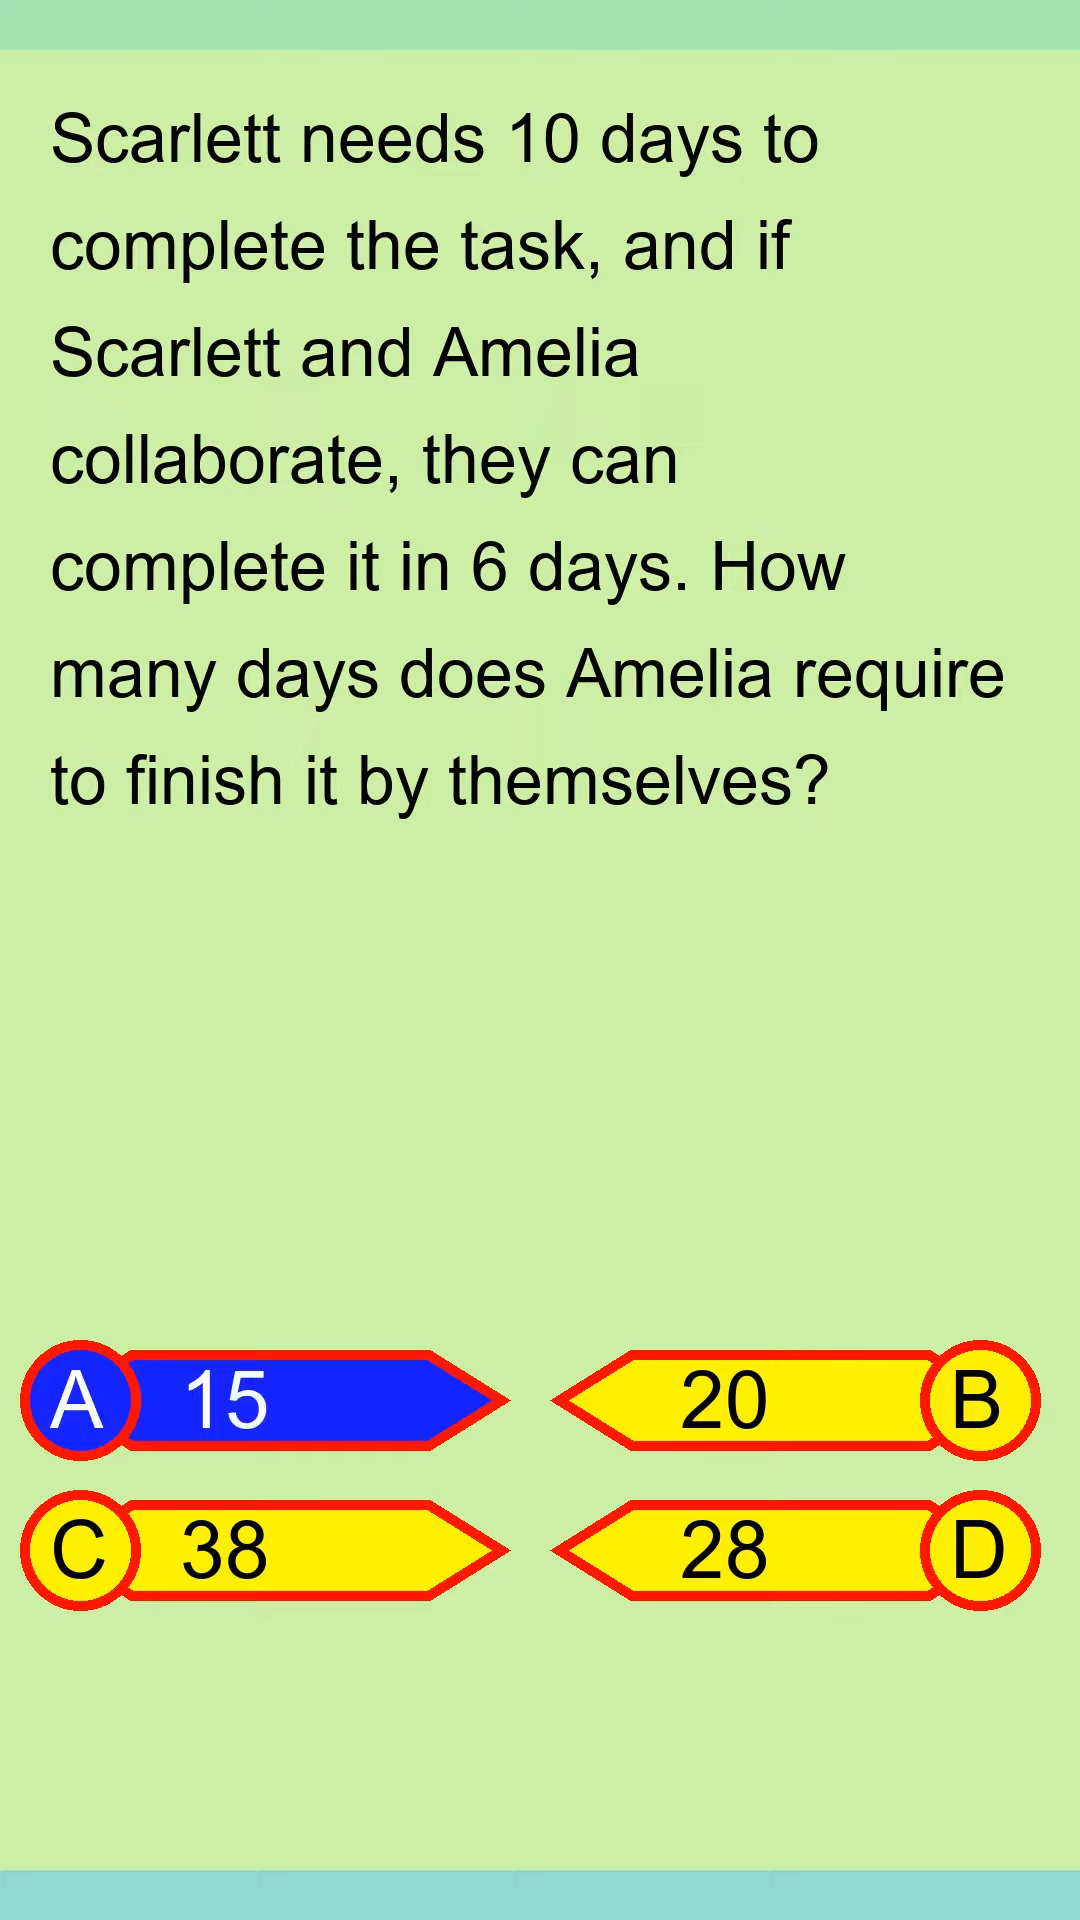 Scarlett needs 10 days to
complete the task, and if
Scarlett and Amelia
collaborate, they can
complete it in 6 days. How
many days does Amelia require
to finish it by themselves?
A 15
20 B
C 38
28 D